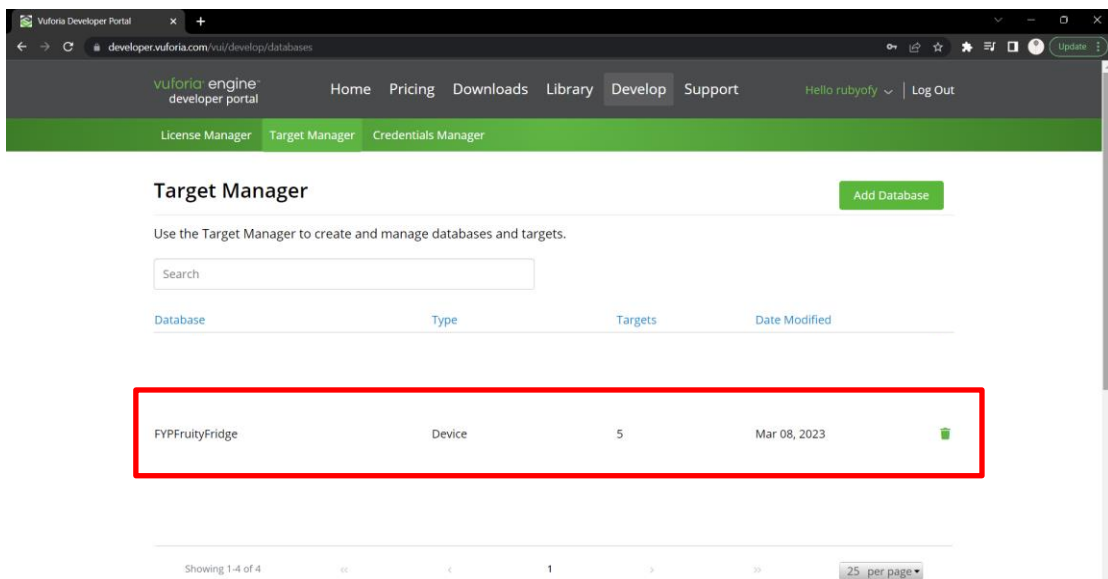 Vuforia Developer Portal
developer.vuforia.com/vui/develop/databases
Update
vuforia engine™
developer portal
Home Pricing Downloads Library Develop Support Hello rubyofy | Log Out
License Manager Target Manager Credentials Manager
Target Manager
Add Database
Use the Target Manager to create and manage databases and targets.
Search
Database Type Targets Date Modified
FYPFruityFridge Device 5 Mar 08, 2023
Showing 1-4 of 4 << < 1 > >> 25 per page